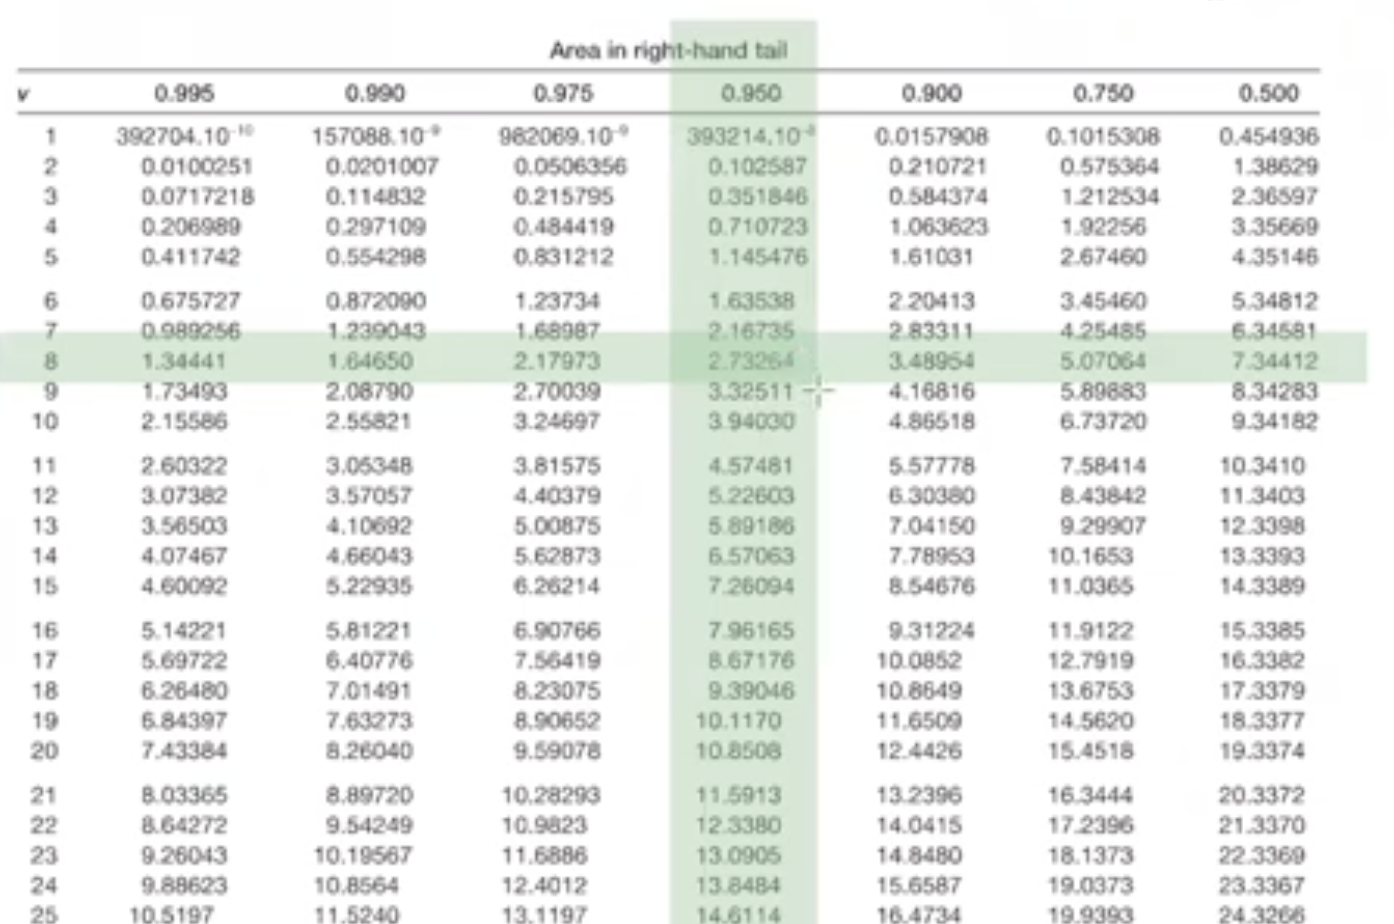 Area in right-hand tail
v 0.995 0.990 0.975 0.950 0.900 0.750 0.500
1 392704.10⁻¹⁰ 157088.10⁻⁹ 982069.10⁻⁹ 393214.10⁻⁸ 0.0157908 0.1015308 0.454936
2 0.0100251 0.0201007 0.0506356 0.102587 0.210721 0.575364 1.38629
3 0.0717218 0.114832 0.215795 0.351846 0.584374 1.212534 2.36597
4 0.206989 0.297109 0.484419 0.710723 1.063623 1.92256 3.35669
5 0.411742 0.554298 0.831212 1.145476 1.61031 2.67460 4.35146
6 0.675727 0.872090 1.23734 1.63538 2.20413 3.45460 5.34812
7 0.989256 1.239043 1.68987 2.16735 2.83311 4.25485 6.34581
8 1.34441 1.64650 2.17973 2.73264 3.48954 5.07064 7.34412
9 1.73493 2.08790 2.70039 3.32511 4.16816 5.89883 8.34283
10 2.15586 2.55821 3.24697 3.94030 4.86518 6.73720 9.34182
11 2.60322 3.05348 3.81575 4.57481 5.57778 7.58414 10.3410
12 3.07382 3.57057 4.40379 5.22603 6.30380 8.43842 11.3403
13 3.56503 4.10692 5.00875 5.89186 7.04150 9.29907 12.3398
14 4.07467 4.66043 5.62873 6.57063 7.78953 10.1653 13.3393
15 4.60092 5.22935 6.26214 7.26094 8.54676 11.0365 14.3389
16 5.14221 5.81221 6.90766 7.96165 9.31224 11.9122 15.3385
17 5.69722 6.40776 7.56419 8.67176 10.0852 12.7919 16.3382
18 6.26480 7.01491 8.23075 9.39046 10.8649 13.6753 17.3379
19 6.84397 7.63273 8.90652 10.1170 11.6509 14.5620 18.3377
20 7.43384 8.26040 9.59078 10.8508 12.4426 15.4518 19.3374
21 8.03365 8.89720 10.28293 11.5913 13.2396 16.3444 20.3372
22 8.64272 9.54249 10.9823 12.3380 14.0415 17.2396 21.3370
23 9.26043 10.19567 11.6886 13.0905 14.8480 18.1373 22.3369
24 9.88623 10.8564 12.4012 13.8484 15.6587 19.0373 23.3367
25 10.5197 11.5240 13.1197 14.6114 16.4734 19.9393 24.3266